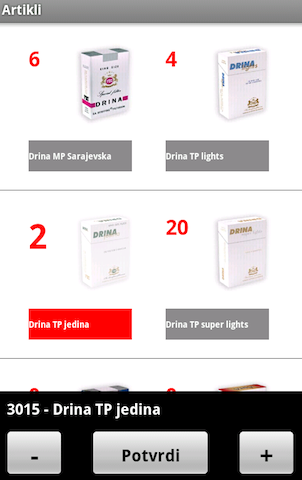 Artikli
6
4
DRINA
DRINA
lights
Drina MP Sarajevska
Drina TP lights
2
20
DRINA
DRINA
Drina TP jedina
Drina TP super lights
3015 - Drina TP jedina
-
Potvrdi
+